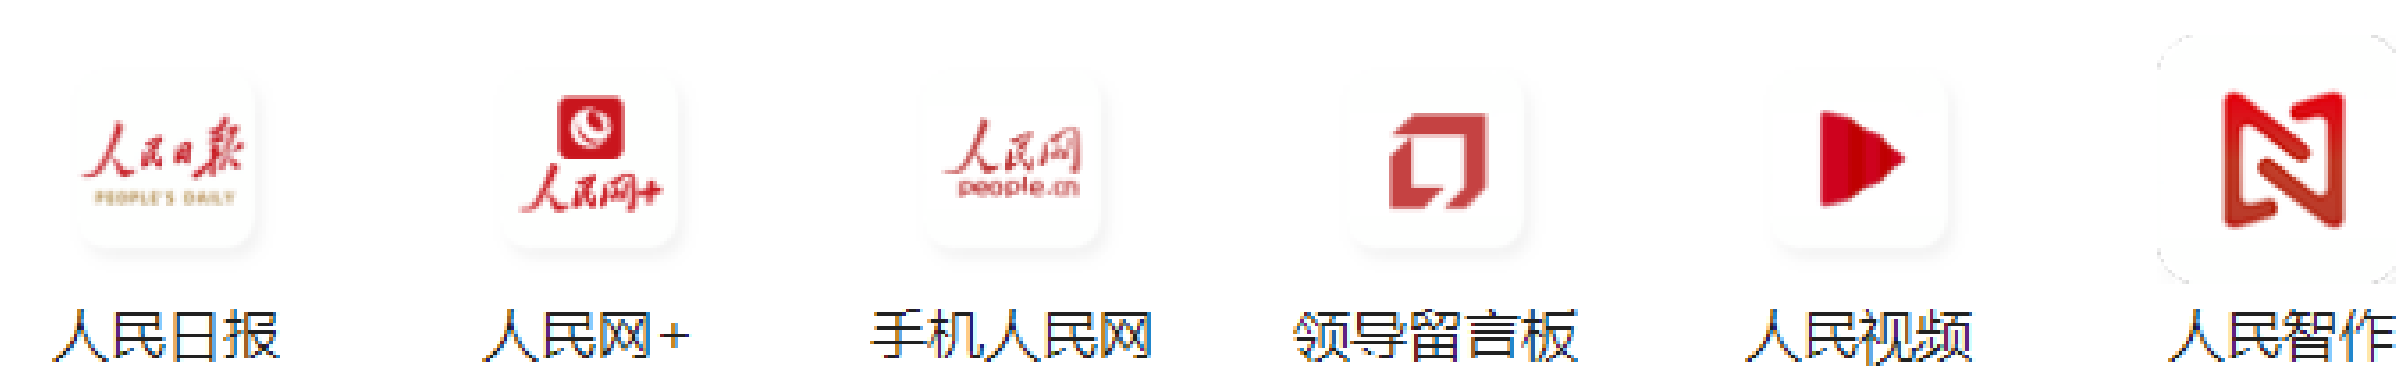 人民日报
PEOPLE'S DAILY
人民网+
人民网
people.cn
人民日报 人民网+ 手机人民网 领导留言板 人民视频 人民智作